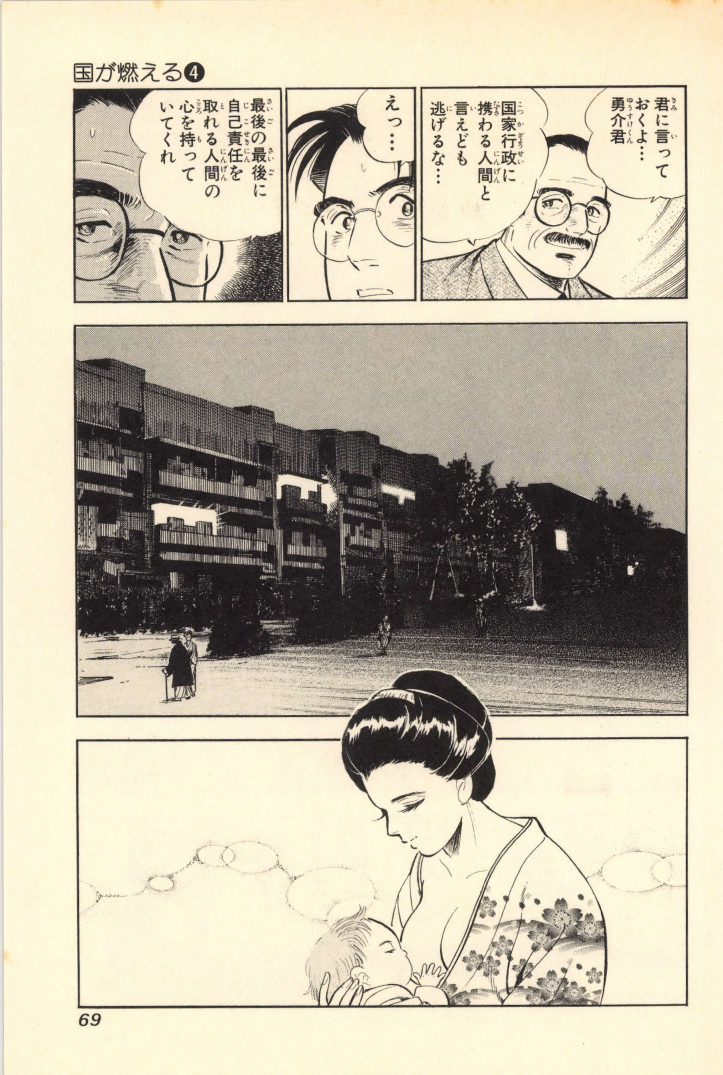 国が燃える❹
君に言って
おくよ…
勇介君
国家行政に
携わる人間と
言えども
逃げるな…
えっ…
最後の最後に
自己責任を
取れる人間の
心を持って
いてくれ
69